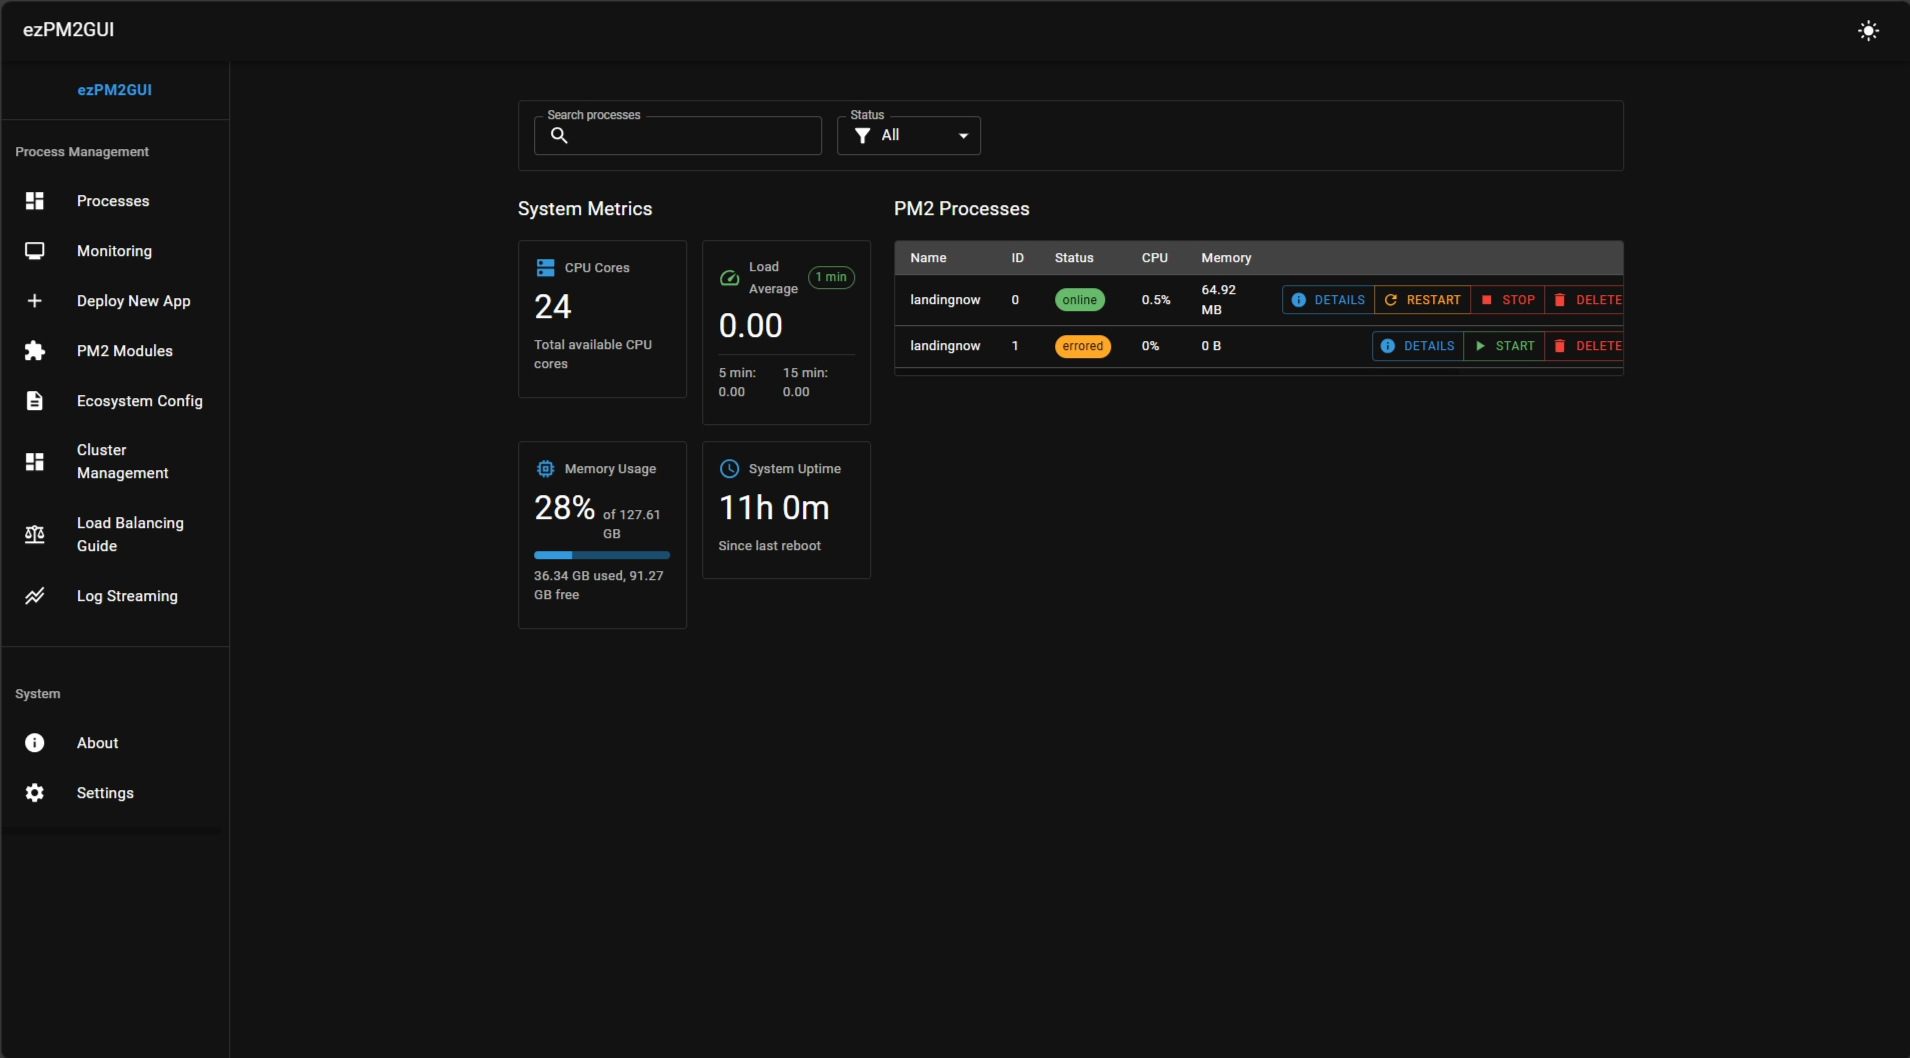 ezPM2GUI
ezPM2GUI
Process Management
Processes
Monitoring
Deploy New App
PM2 Modules
Ecosystem Config
Cluster
Management
Load Balancing
Guide
Log Streaming
System
About
Settings
Search processes
Status
All
System Metrics
CPU Cores
24
Total available CPU
cores
Load
Average
1 min
0.00
5 min:
0.00
15 min:
0.00
Memory Usage
28% of 127.61
GB
36.34 GB used, 91.27
GB free
System Uptime
11h 0m
Since last reboot
PM2 Processes
Name ID Status CPU Memory
landingnow 0 online 0.5% 64.92
MB
DETAILS RESTART STOP DELETE
landingnow 1 errored 0% 0 B DETAILS START DELETE